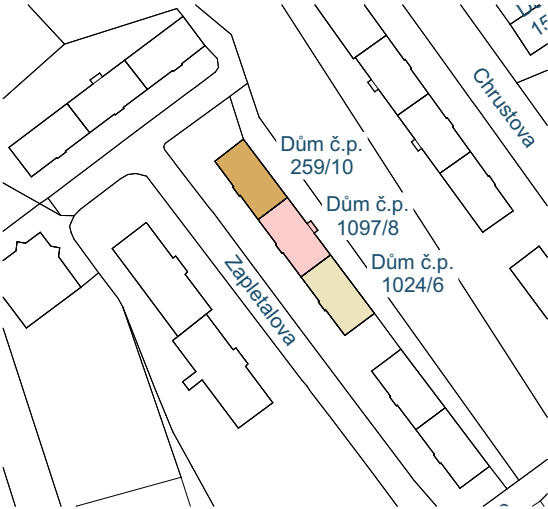 Chrustova
Dům č.p.
259/10
Dům č.p.
1097/8
Dům č.p.
1024/6
Zapletalova